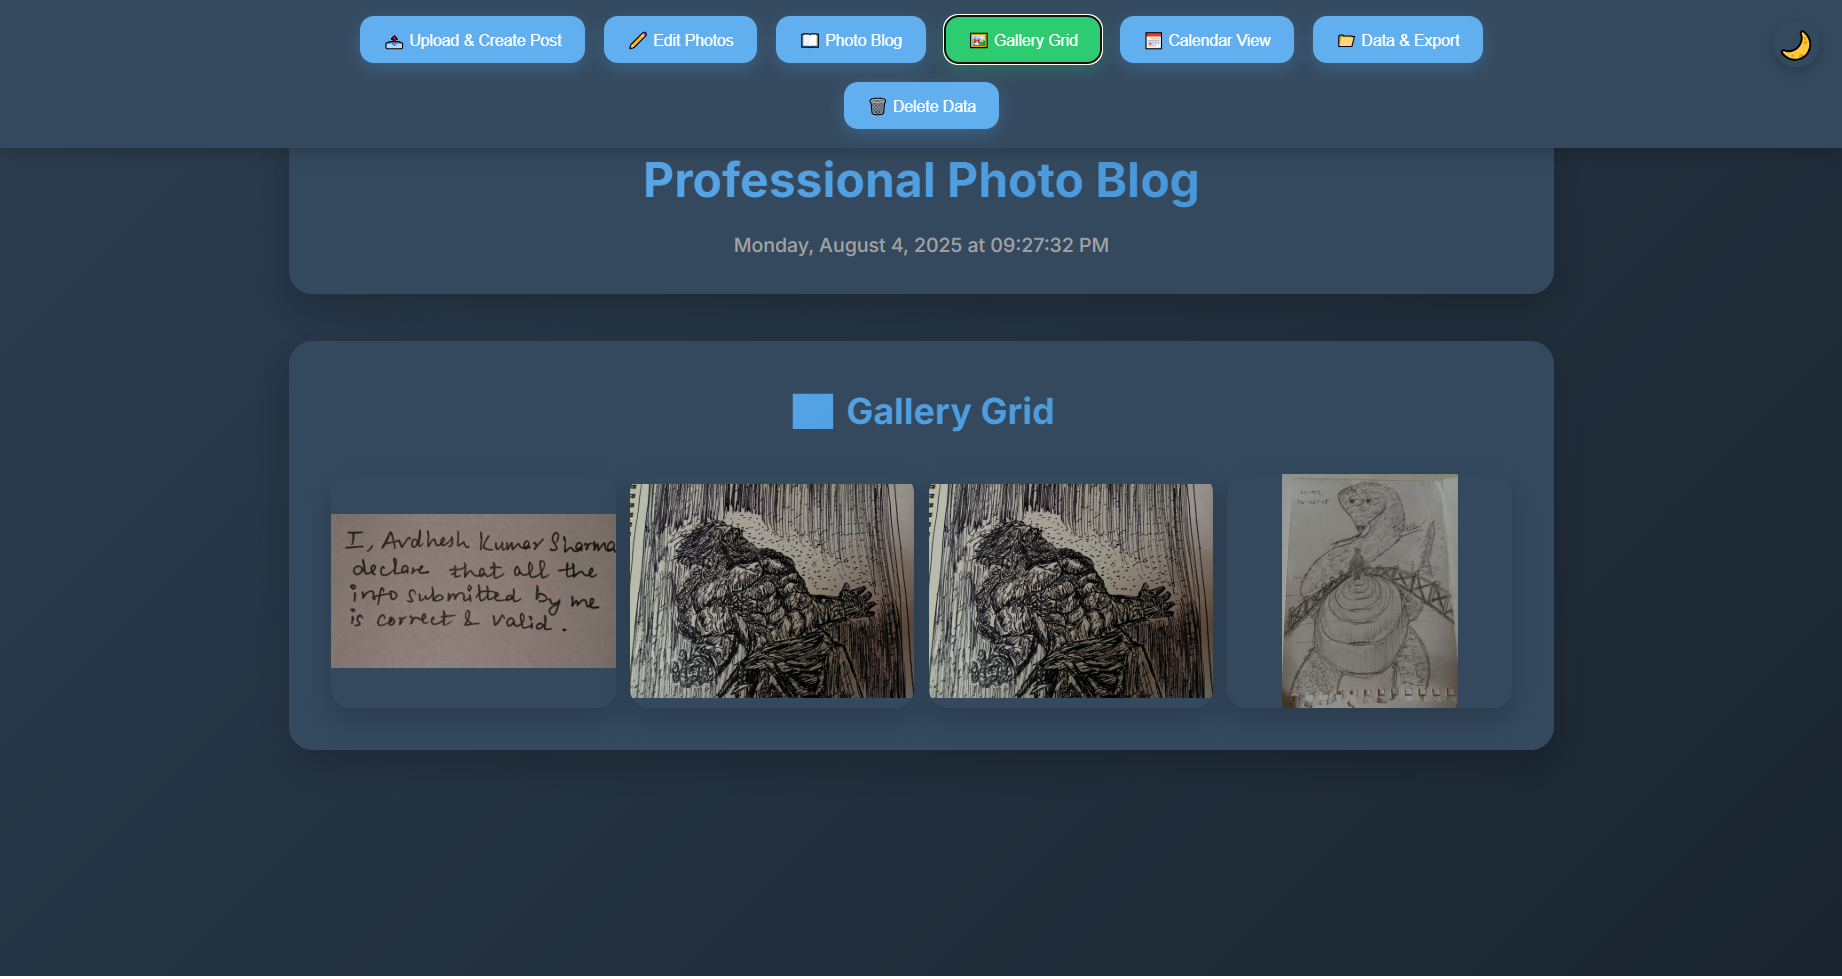 Upload & Create Post
Edit Photos
Photo Blog
Gallery Grid
Calendar View
Data & Export
Delete Data
Professional Photo Blog
Monday, August 4, 2025 at 09:27:32 PM
Gallery Grid
I, Avdhesh Kumar Sharma
declare that all the
info submitted by me
is correct & valid.